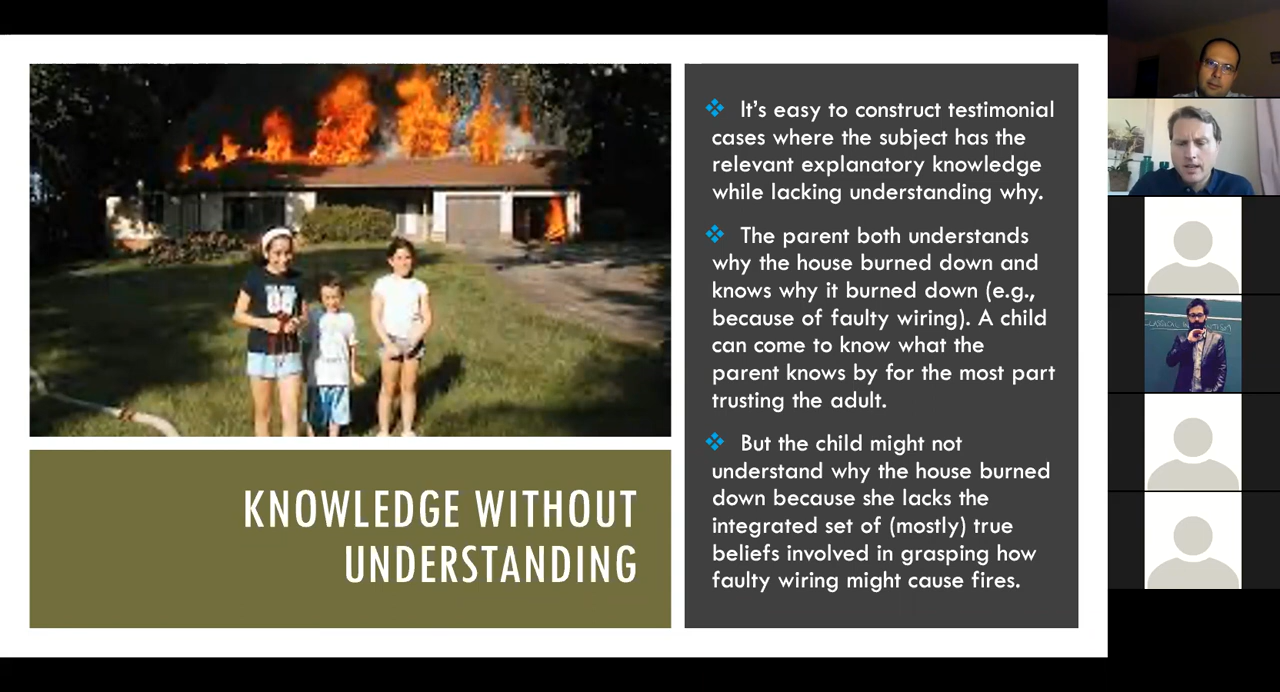 ❖ It's easy to construct testimonial
cases where the subject has the
relevant explanatory knowledge
while lacking understanding why.
❖ The parent both understands
why the house burned down and
knows why it burned down (e.g.,
because of faulty wiring). A child
can come to know what the
parent knows by for the most part
trusting the adult.
❖ But the child might not
understand why the house burned
down because she lacks the
integrated set of (mostly) true
beliefs involved in grasping how
faulty wiring might cause fires.
KNOWLEDGE WITHOUT
UNDERSTANDING